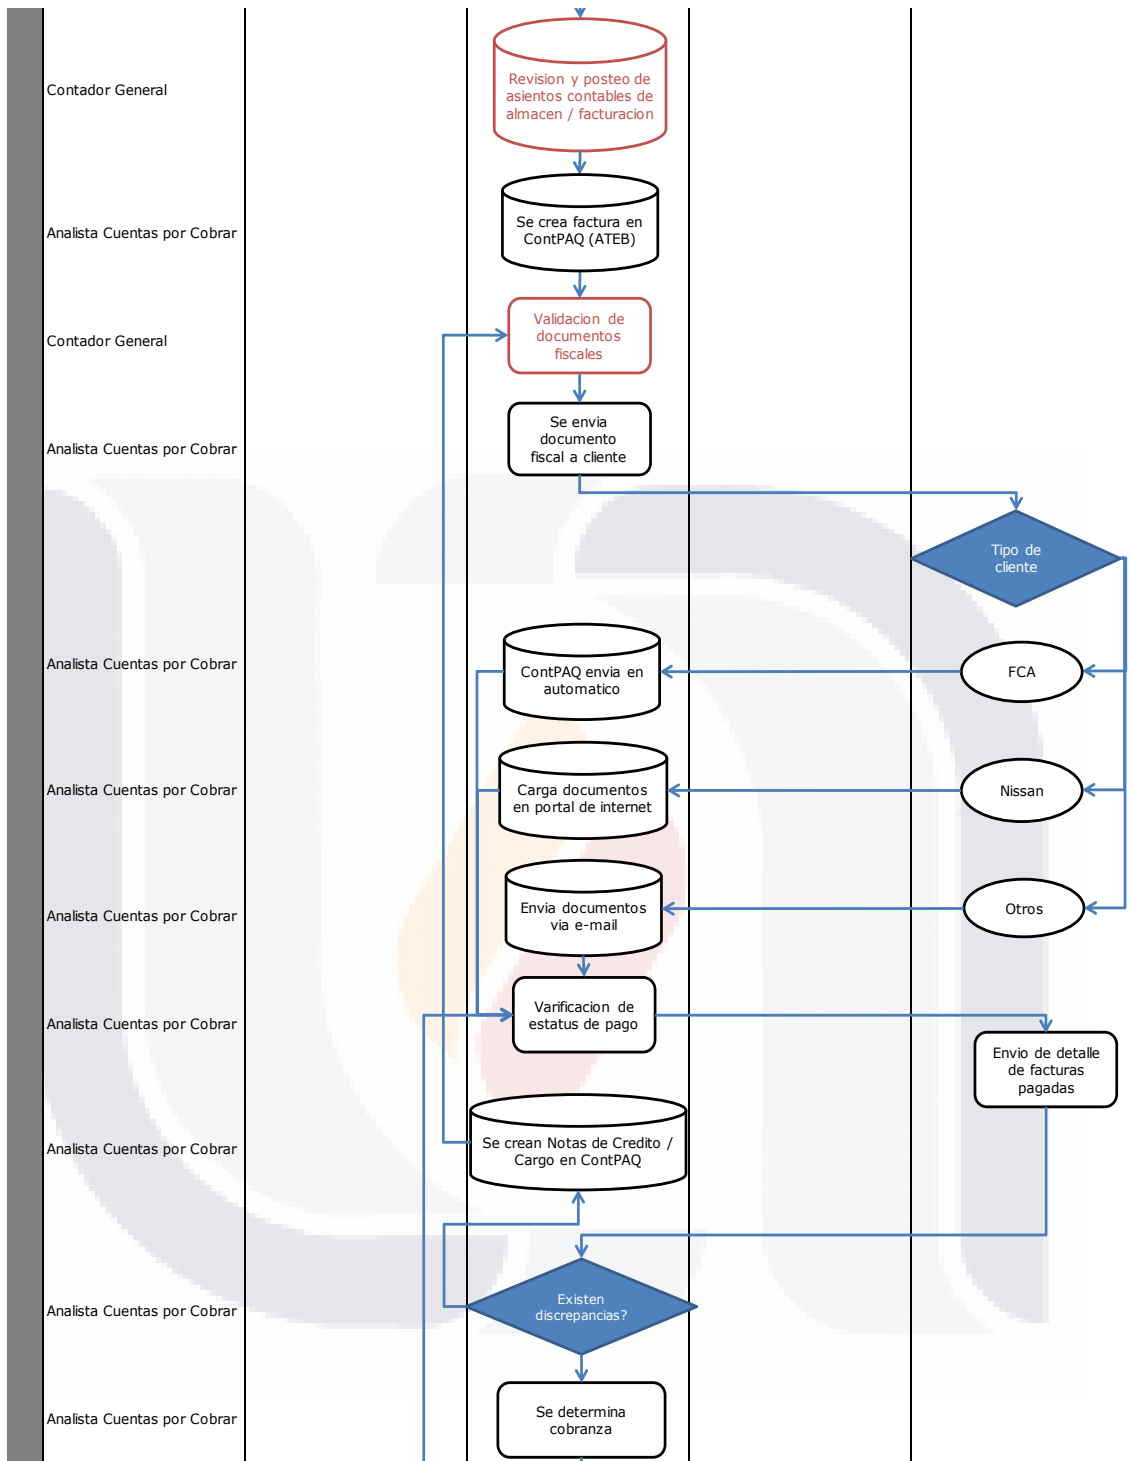 Contador General
Revision y posteo de
asientos contables de
almacen / facturacion
Analista Cuentas por Cobrar
Se crea factura en
ContPAQ (ATEB)
Contador General
Validacion de
documentos
fiscales
Analista Cuentas por Cobrar
Se envia
documento
fiscal a cliente
Tipo de
cliente
Analista Cuentas por Cobrar
ContPAQ envia en
automatico
FCA
Analista Cuentas por Cobrar
Carga documentos
en portal de internet
Nissan
Analista Cuentas por Cobrar
Envia documentos
via e-mail
Otros
Analista Cuentas por Cobrar
Varificacion de
estatus de pago
Envio de detalle
de facturas
pagadas
Analista Cuentas por Cobrar
Se crean Notas de Credito /
Cargo en ContPAQ
Analista Cuentas por Cobrar
Existen
discrepancias?
Analista Cuentas por Cobrar
Se determina
cobranza